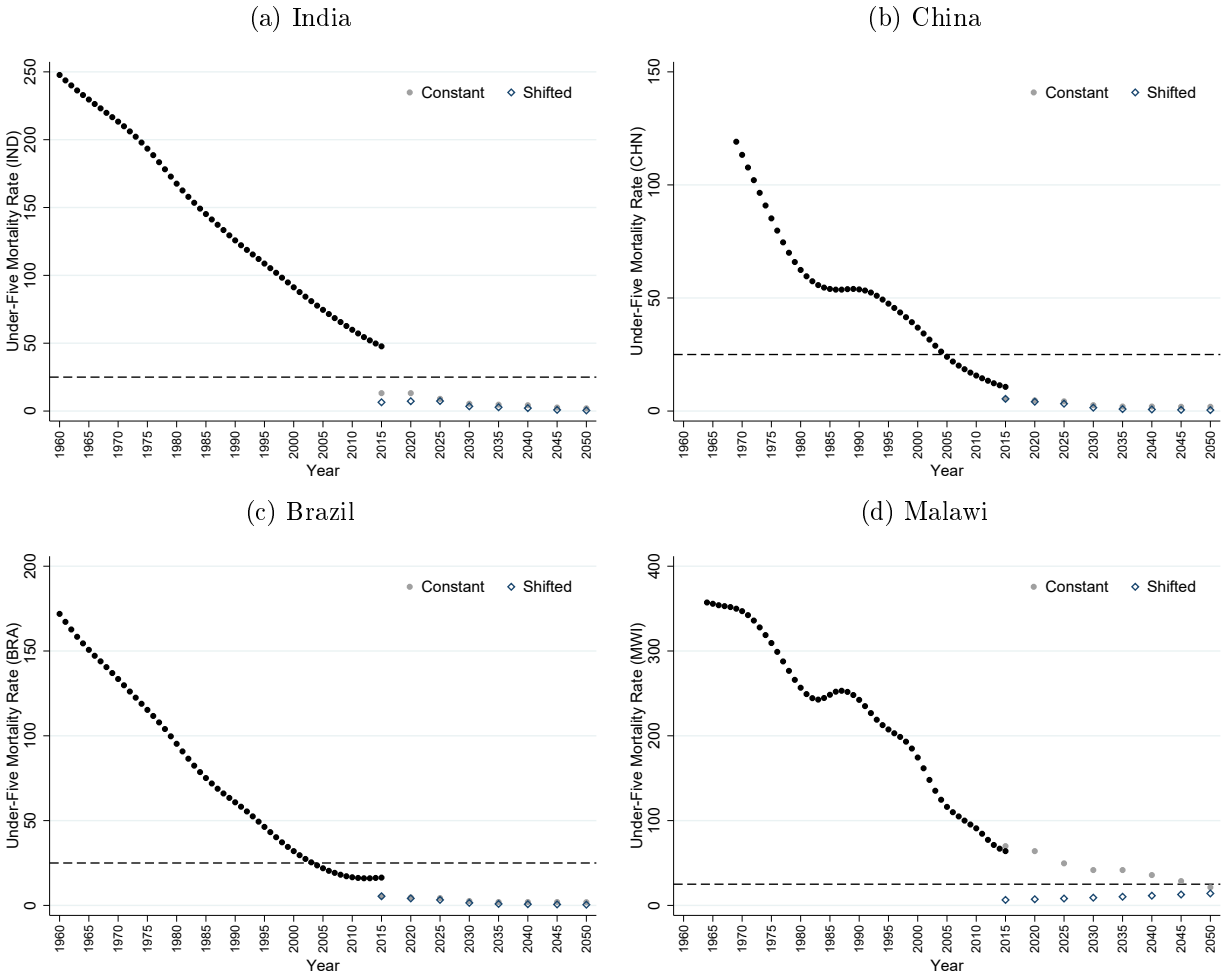 (a) India
Under-Five Mortality Rate (IND)
250
200
150
100
50
0
Constant Shifted
1960 1965 1970 1975 1980 1985 1990 1995 2000 2005 2010 2015 2020 2025 2030 2035 2040 2045 2050
Year
(b) China
Under-Five Mortality Rate (CHN)
150
100
50
0
Constant Shifted
1960 1965 1970 1975 1980 1985 1990 1995 2000 2005 2010 2015 2020 2025 2030 2035 2040 2045 2050
Year
(c) Brazil
Under-Five Mortality Rate (BRA)
200
150
100
50
0
Constant Shifted
1960 1965 1970 1975 1980 1985 1990 1995 2000 2005 2010 2015 2020 2025 2030 2035 2040 2045 2050
Year
(d) Malawi
Under-Five Mortality Rate (MWI)
400
300
200
100
0
Constant Shifted
1960 1965 1970 1975 1980 1985 1990 1995 2000 2005 2010 2015 2020 2025 2030 2035 2040 2045 2050
Year